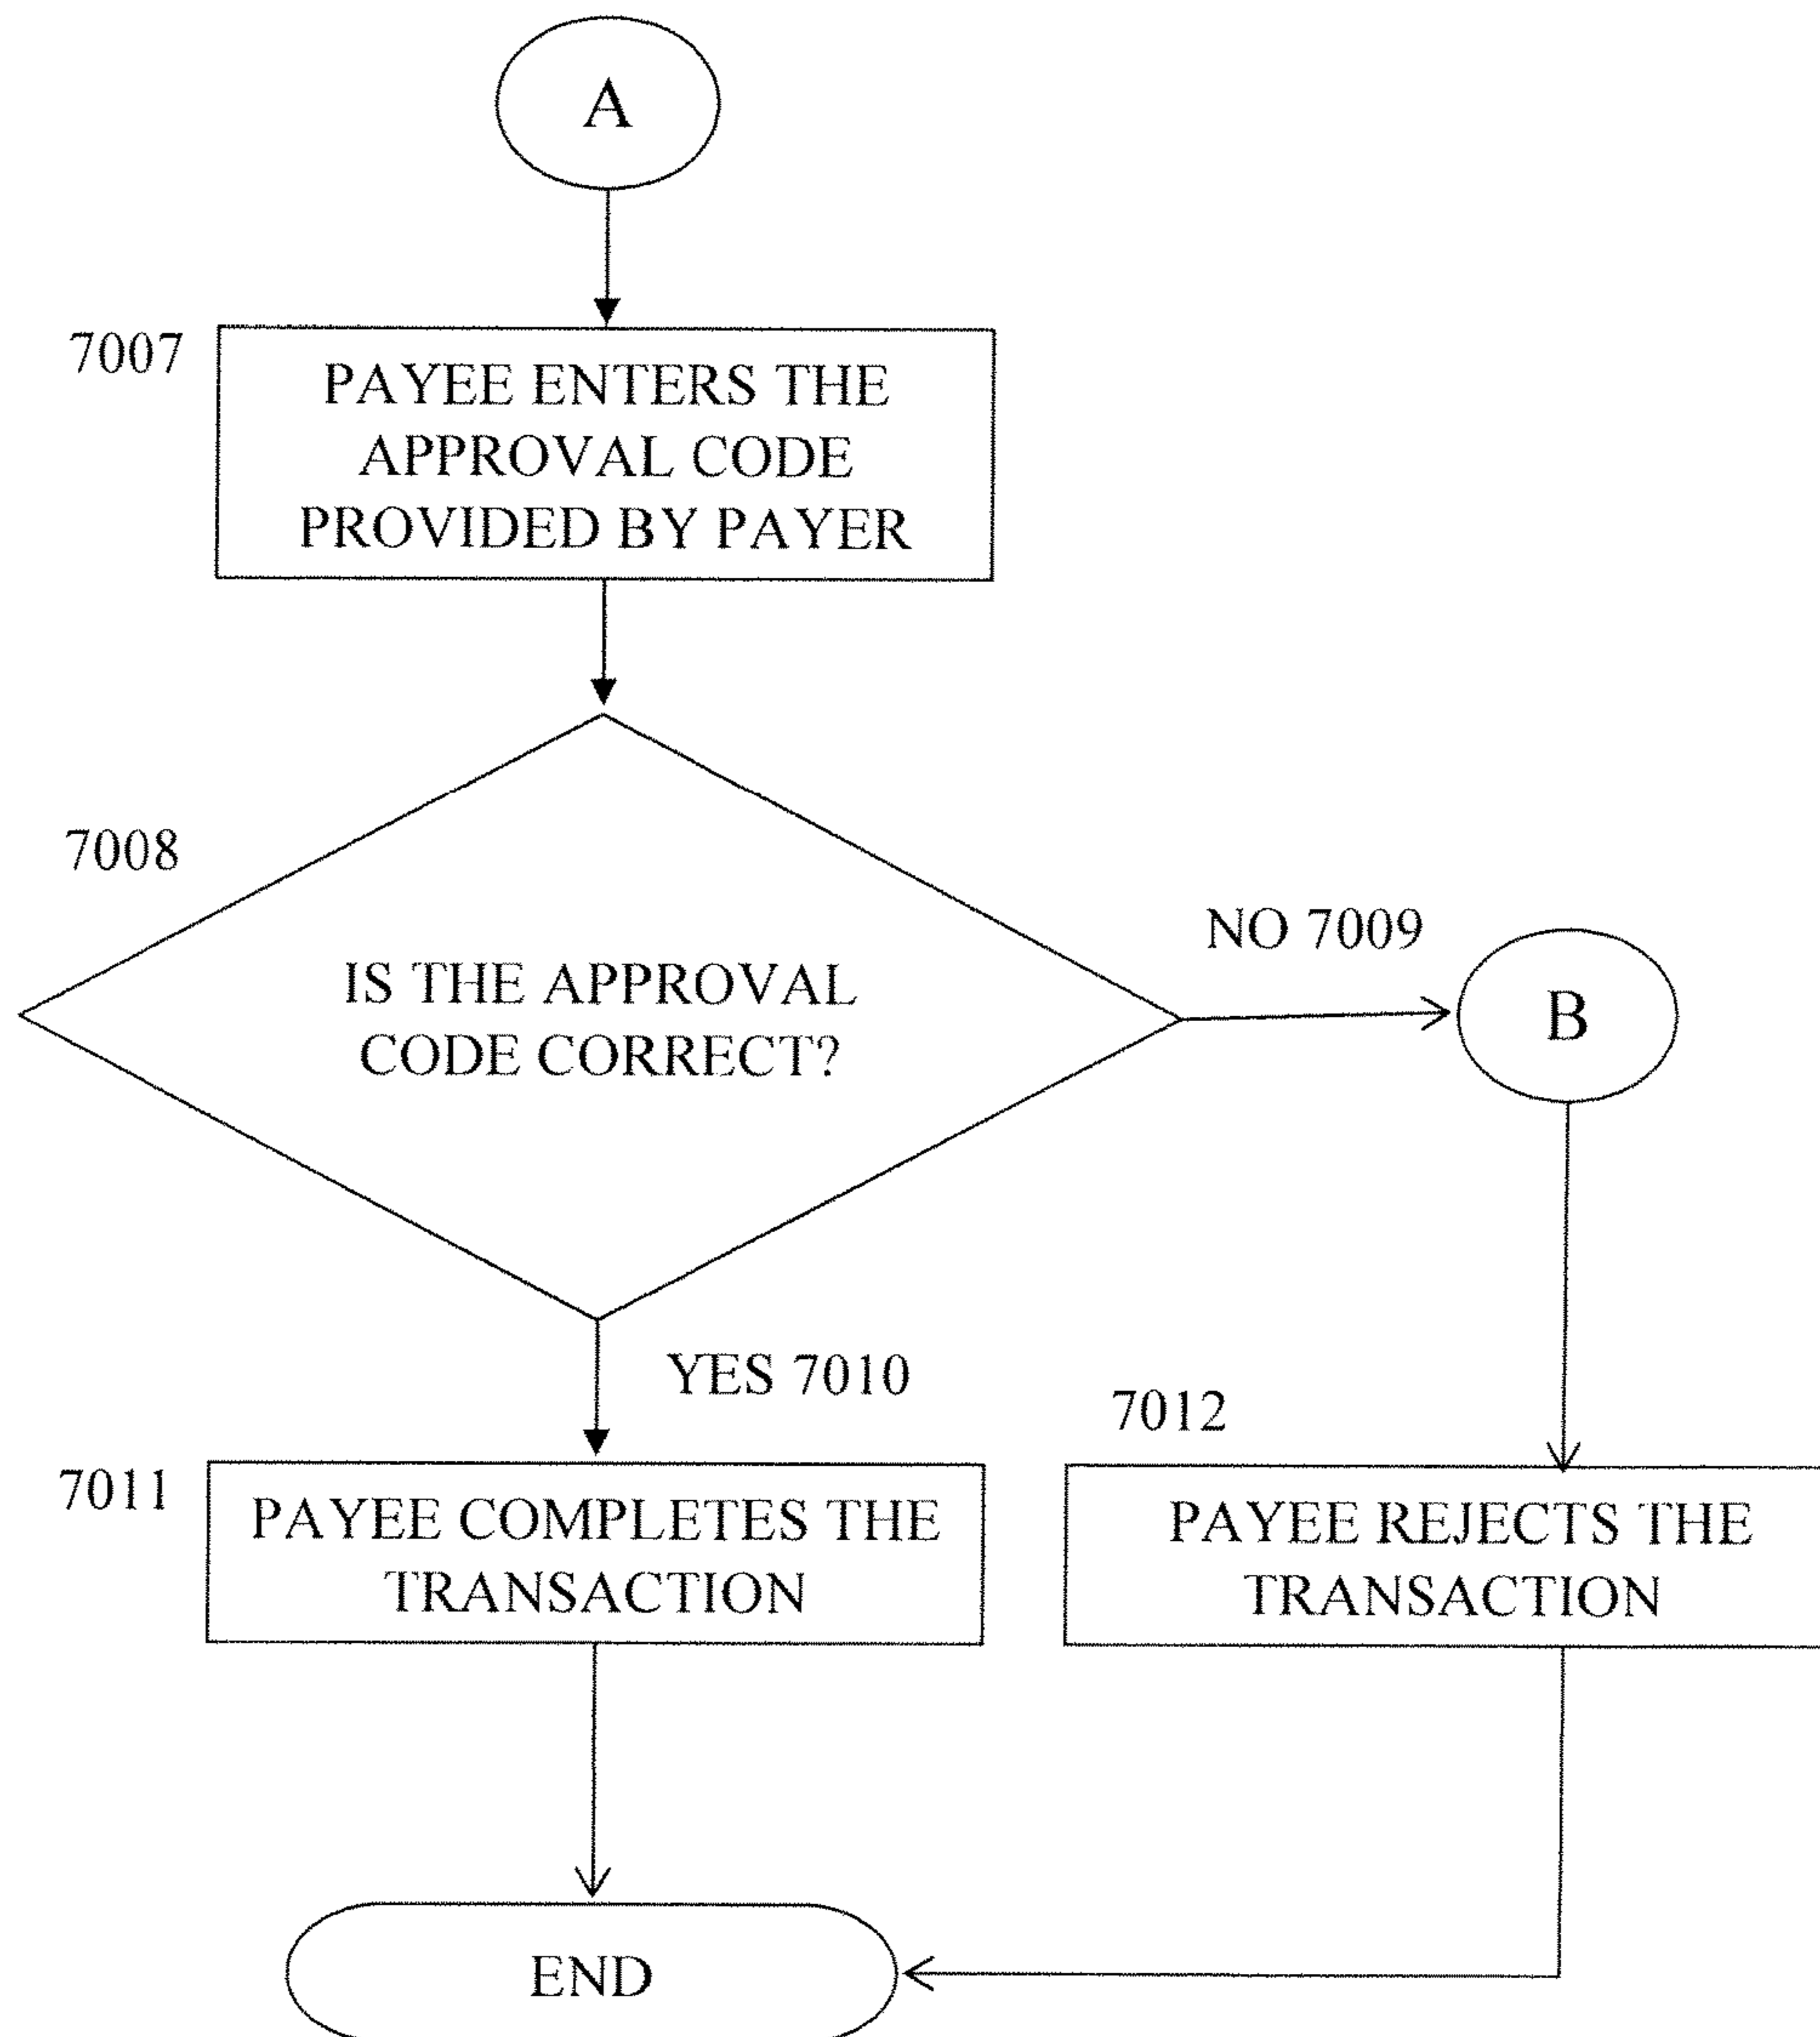 A
7007
PAYEE ENTERS THE
APPROVAL CODE
PROVIDED BY PAYER
7008
IS THE APPROVAL
CODE CORRECT?
NO 7009
B
YES 7010
7011
PAYEE COMPLETES THE
TRANSACTION
7012
PAYEE REJECTS THE
TRANSACTION
END